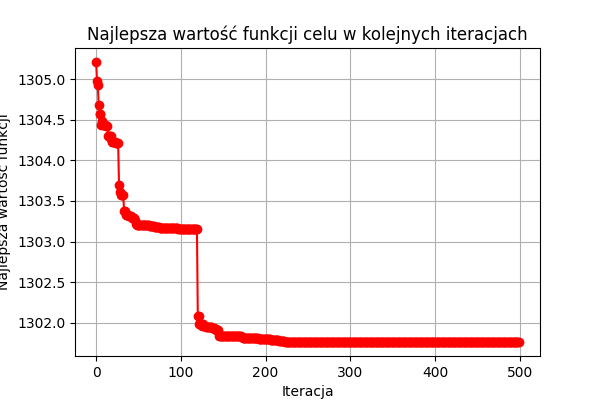 Najlepsza wartość funkcji celu w kolejnych iteracjach
Najlepsza wartość funkcji
1305.0
1304.5
1304.0
1303.5
1303.0
1302.5
1302.0
0 100 200 300 400 500
Iteracja